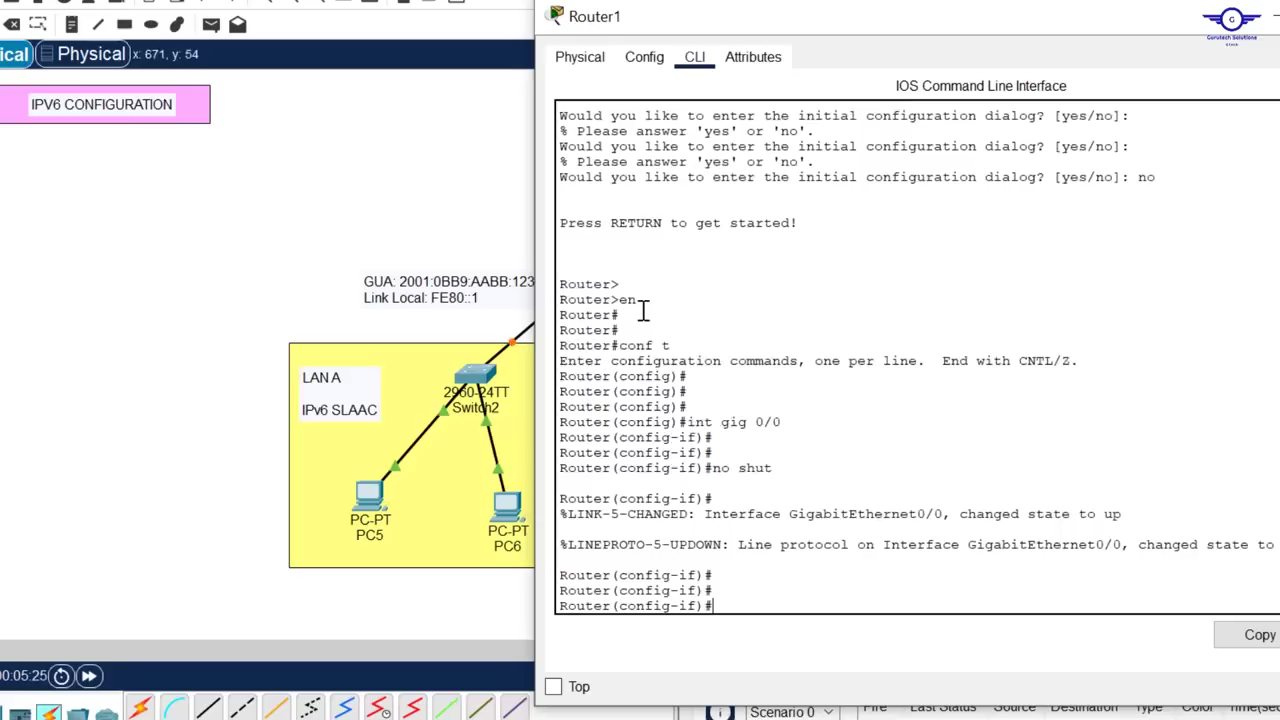 Router1
Gurutech Solutions
Physical
x: 671, y: 54
Physical
Config
CLI
Attributes
IOS Command Line Interface
IPV6 CONFIGURATION
Would you like to enter the initial configuration dialog? [yes/no]:
% Please answer 'yes' or 'no'.
Would you like to enter the initial configuration dialog? [yes/no]:
% Please answer 'yes' or 'no'.
Would you like to enter the initial configuration dialog? [yes/no]: no
Press RETURN to get started!
Router>
Router>en
Router#
Router#
Router#conf t
Enter configuration commands, one per line.  End with CNTL/Z.
Router(config)#
Router(config)#
Router(config)#
Router(config)#int gig 0/0
Router(config-if)#
Router(config-if)#
Router(config-if)#no shut
Router(config-if)#
%LINK-5-CHANGED: Interface GigabitEthernet0/0, changed state to up
%LINEPROTO-5-UPDOWN: Line protocol on Interface GigabitEthernet0/0, changed state to
Router(config-if)#
Router(config-if)#
Router(config-if)#
GUA: 2001:0BB9:AABB:123
Link Local: FE80::1
LAN A
IPv6 SLAAC
2960-24TT
Switch2
PC-PT
PC5
PC-PT
PC6
Copy
Top
00:05:25
Scenario 0
Fire
Last Status
Source
Destination
Type
Color